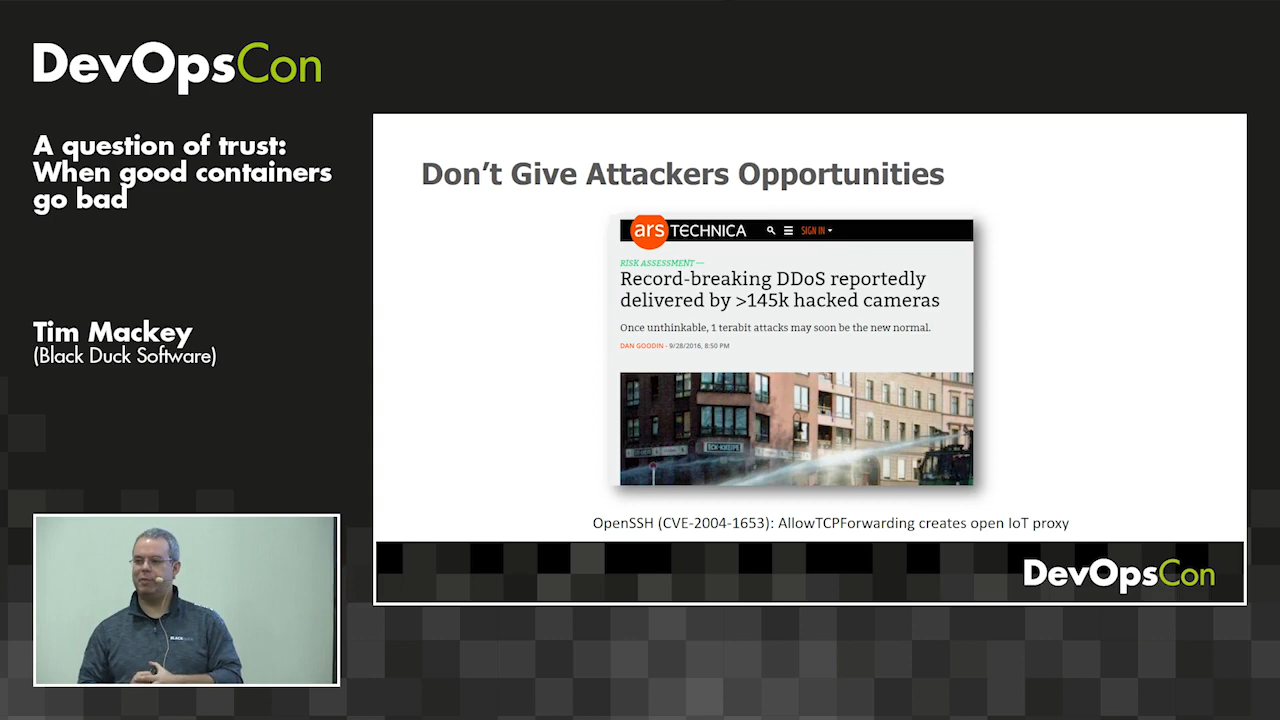 DevOpsCon
A question of trust:
When good containers
go bad
Tim Mackey
(Black Duck Software)
Don't Give Attackers Opportunities
ars TECHNICA SIGN IN
RISK ASSESSMENT —
Record-breaking DDoS reportedly
delivered by >145k hacked cameras
Once unthinkable, 1 terabit attacks may soon be the new normal.
DAN GOODIN - 9/28/2016, 8:50 PM
OpenSSH (CVE-2004-1653): AllowTCPForwarding creates open IoT proxy
DevOpsCon